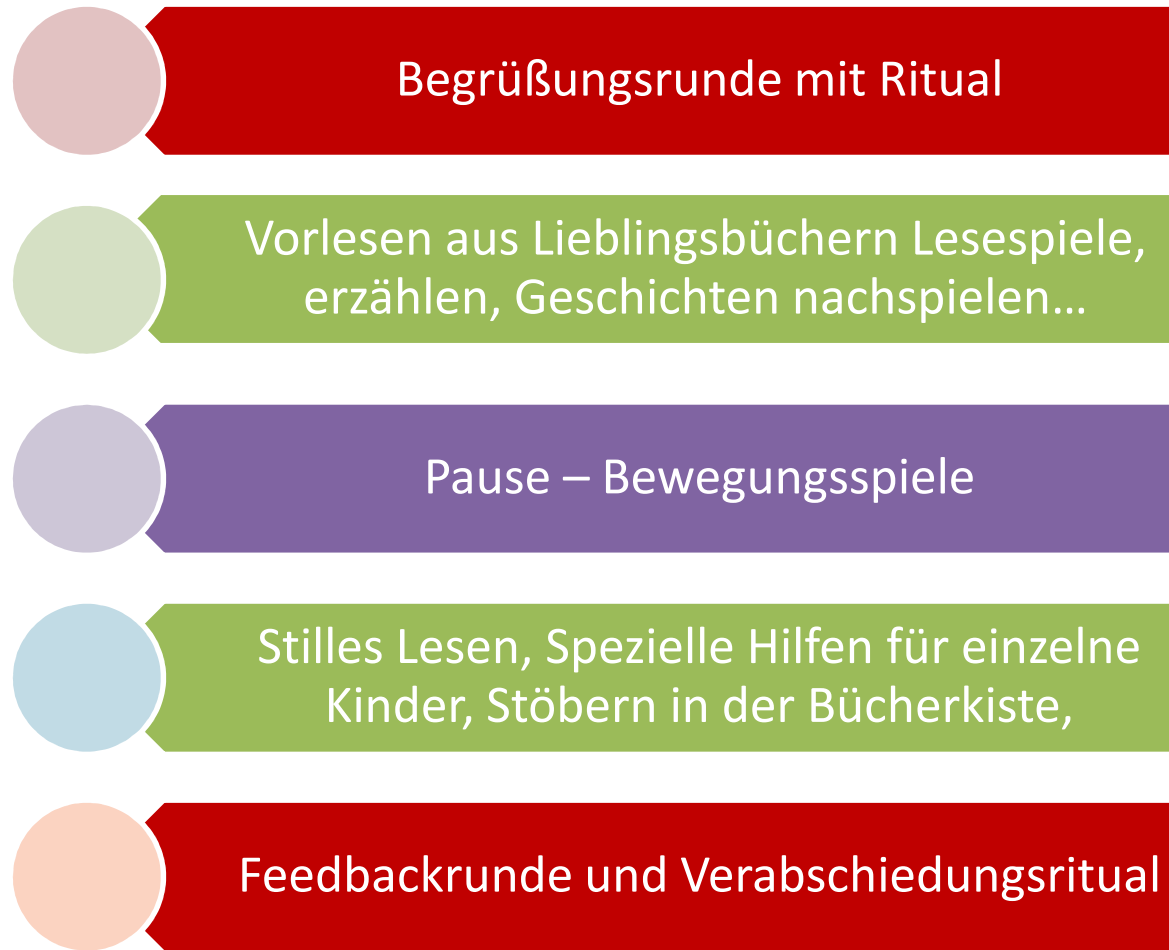 Begrüßungsrunde mit Ritual
Vorlesen aus Lieblingsbüchern Lesespiele,
erzählen, Geschichten nachspielen…
Pause – Bewegungsspiele
Stilles Lesen, Spezielle Hilfen für einzelne
Kinder, Stöbern in der Bücherkiste,
Feedbackrunde und Verabschiedungsritual